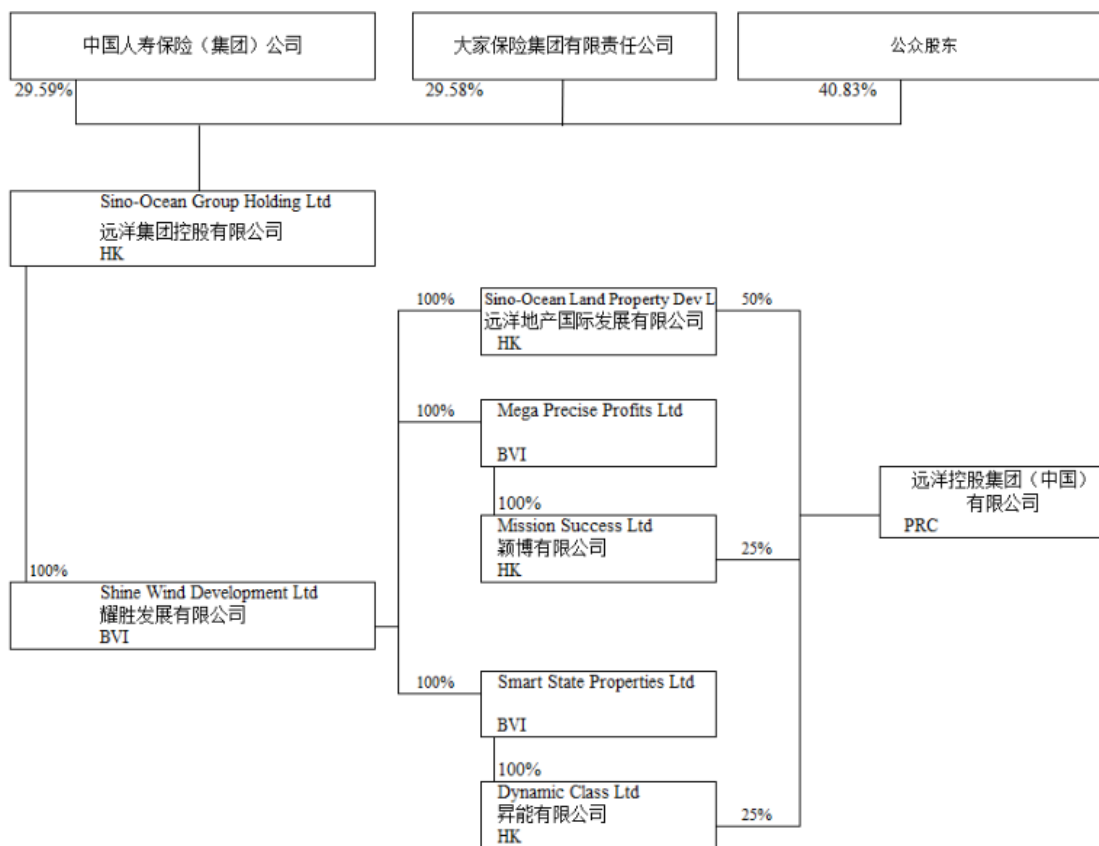 中国人寿保险（集团）公司
大家保险集团有限责任公司
公众股东
29.59%
29.58%
40.83%
Sino-Ocean Group Holding Ltd
远洋集团控股有限公司
HK
100%
Sino-Ocean Land Property Dev L
50%
远洋地产国际发展有限公司
HK
100%
Mega Precise Profits Ltd
BVI
100%
Mission Success Ltd
颖博有限公司
HK
25%
远洋控股集团（中国）
有限公司
PRC
100%
Shine Wind Development Ltd
耀胜发展有限公司
BVI
100%
Smart State Properties Ltd
BVI
100%
Dynamic Class Ltd
昇能有限公司
HK
25%